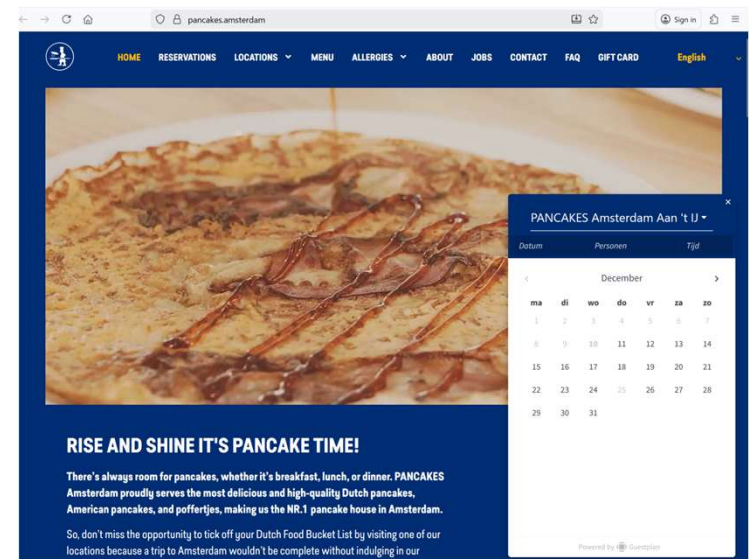 pancakes.amsterdam
Sign in
HOME RESERVATIONS LOCATIONS MENU ALLERGIES ABOUT JOBS CONTACT FAQ GIFT CARD English
PANCAKES Amsterdam Aan 't IJ
Datum Personen Tijd
December
ma di wo do vr za zo
1 2 3 4 5 6 7
8 9 10 11 12 13 14
15 16 17 18 19 20 21
22 23 24 25 26 27 28
29 30 31
Powered by Guestplan
RISE AND SHINE IT'S PANCAKE TIME!
There's always room for pancakes, whether it's breakfast, lunch, or dinner. PANCAKES
Amsterdam proudly serves the most delicious and high-quality Dutch pancakes,
American pancakes, and poffertjes, making us the NR.1 pancake house in Amsterdam.
So, don't miss the opportunity to tick off your Dutch Food Bucket List by visiting one of our
locations because a trip to Amsterdam wouldn't be complete without indulging in our